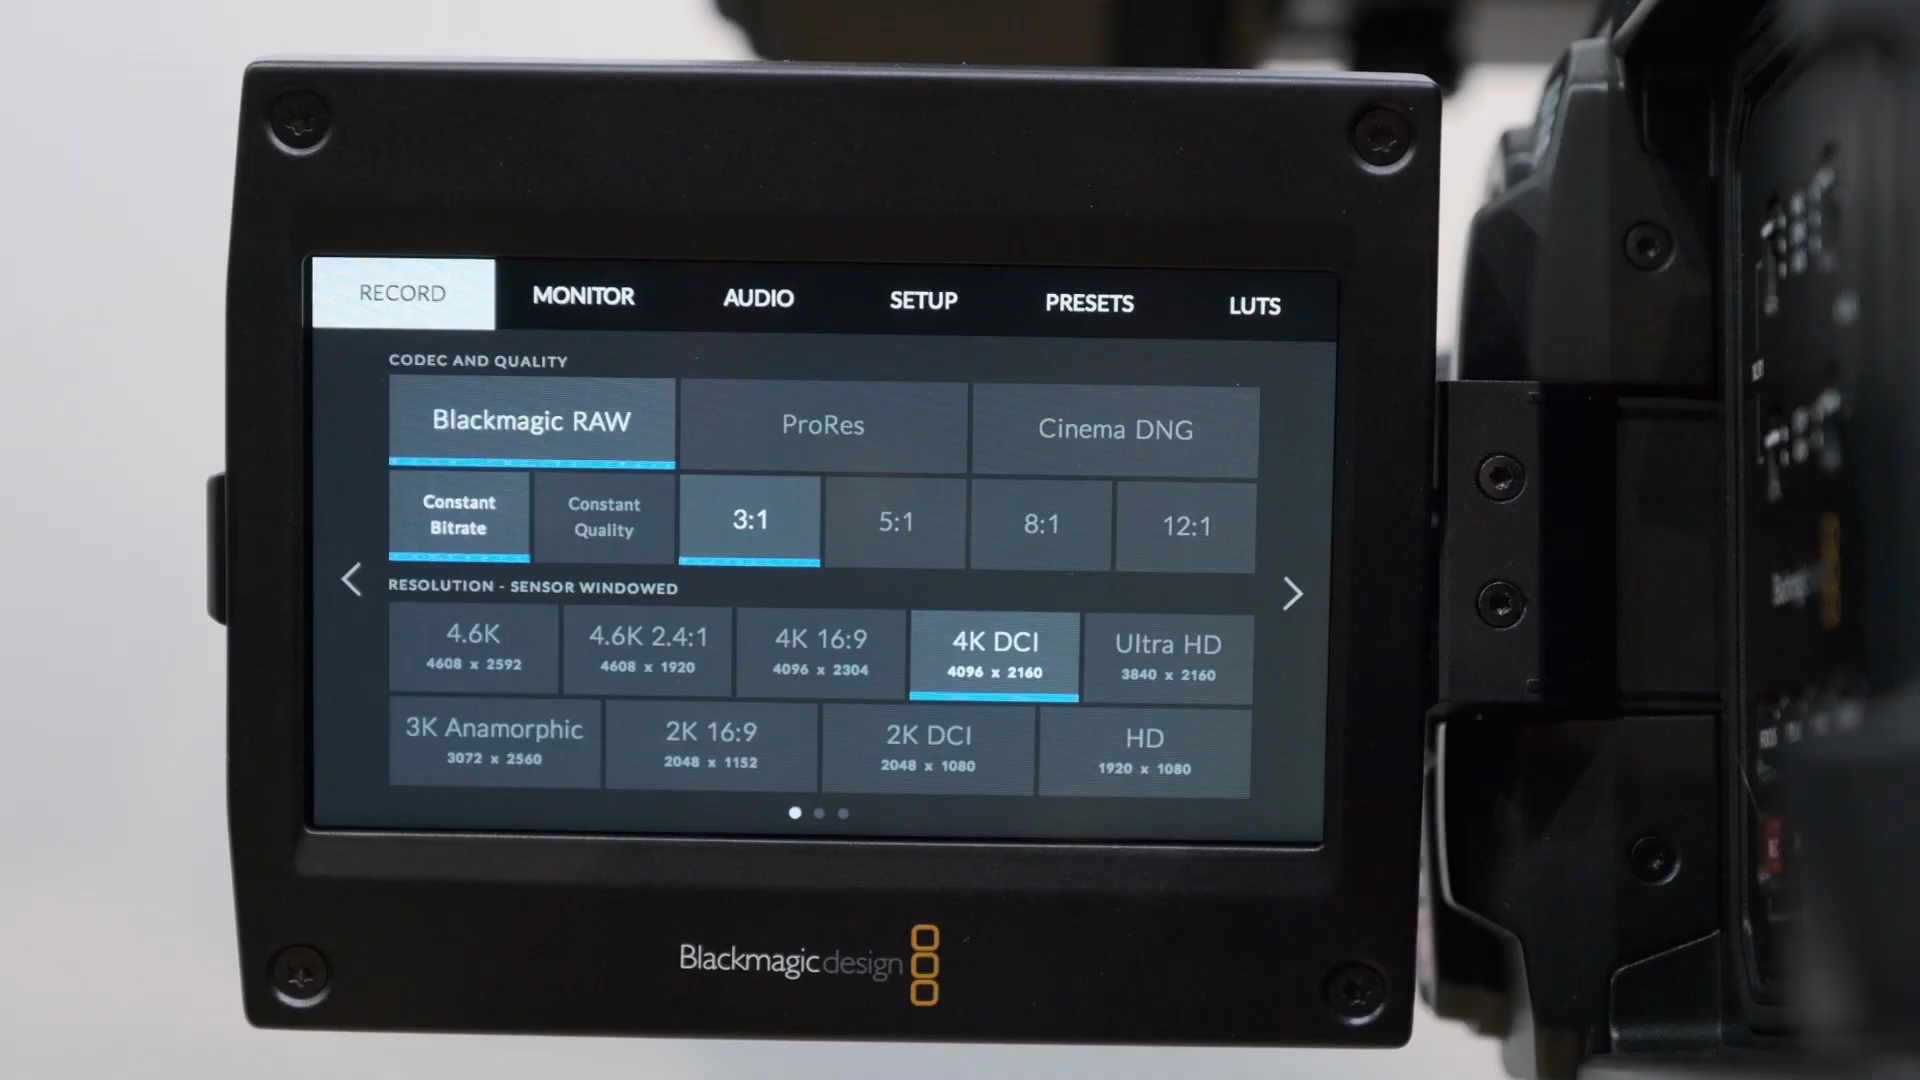 RECORD MONITOR AUDIO SETUP PRESETS LUTS
CODEC AND QUALITY
Blackmagic RAW ProRes Cinema DNG
Constant Bitrate Constant Quality 3:1 5:1 8:1 12:1
RESOLUTION - SENSOR WINDOWED
4.6K 4.6K 2.4:1 4K 16:9 4K DCI Ultra HD
4608 x 2592 4608 x 1920 4096 x 2304 4096 x 2160 3840 x 2160
3K Anamorphic 2K 16:9 2K DCI HD
3072 x 2560 2048 x 1152 2048 x 1080 1920 x 1080
Blackmagicdesign